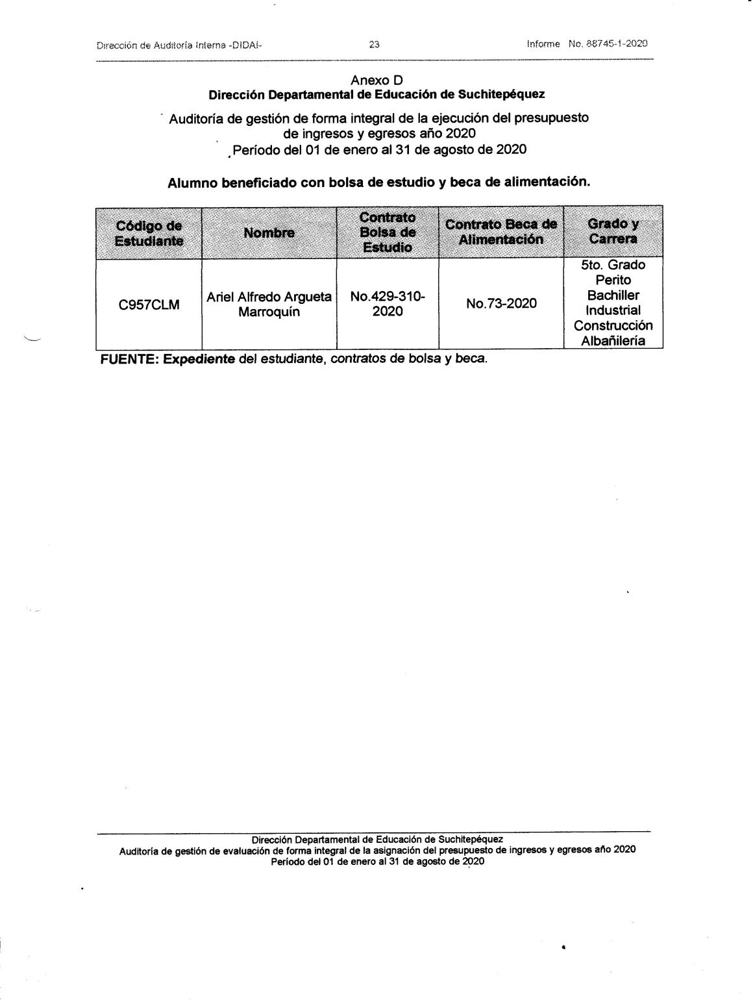 Dirección de Auditoría Interna -DIDAI- 23 Informe No. 88745-1-2020
Anexo D
Dirección Departamental de Educación de Suchitepéquez
Auditoría de gestión de forma integral de la ejecución del presupuesto
de ingresos y egresos año 2020
Período del 01 de enero al 31 de agosto de 2020
Alumno beneficiado con bolsa de estudio y beca de alimentación.
Código de
Estudiante
Nombre
Contrato
Bolsa de
Estudio
Contrato Beca de
Alimentación
Grado y
Carrera
C957CLM
Ariel Alfredo Argueta
Marroquín
No.429-310-
2020
No.73-2020
5to. Grado
Perito
Bachiller
Industrial
Construcción
Albañilería
FUENTE: Expediente del estudiante, contratos de bolsa y beca.
Dirección Departamental de Educación de Suchitepéquez
Auditoría de gestión de evaluación de forma integral de la asignación del presupuesto de ingresos y egresos año 2020
Período del 01 de enero al 31 de agosto de 2020